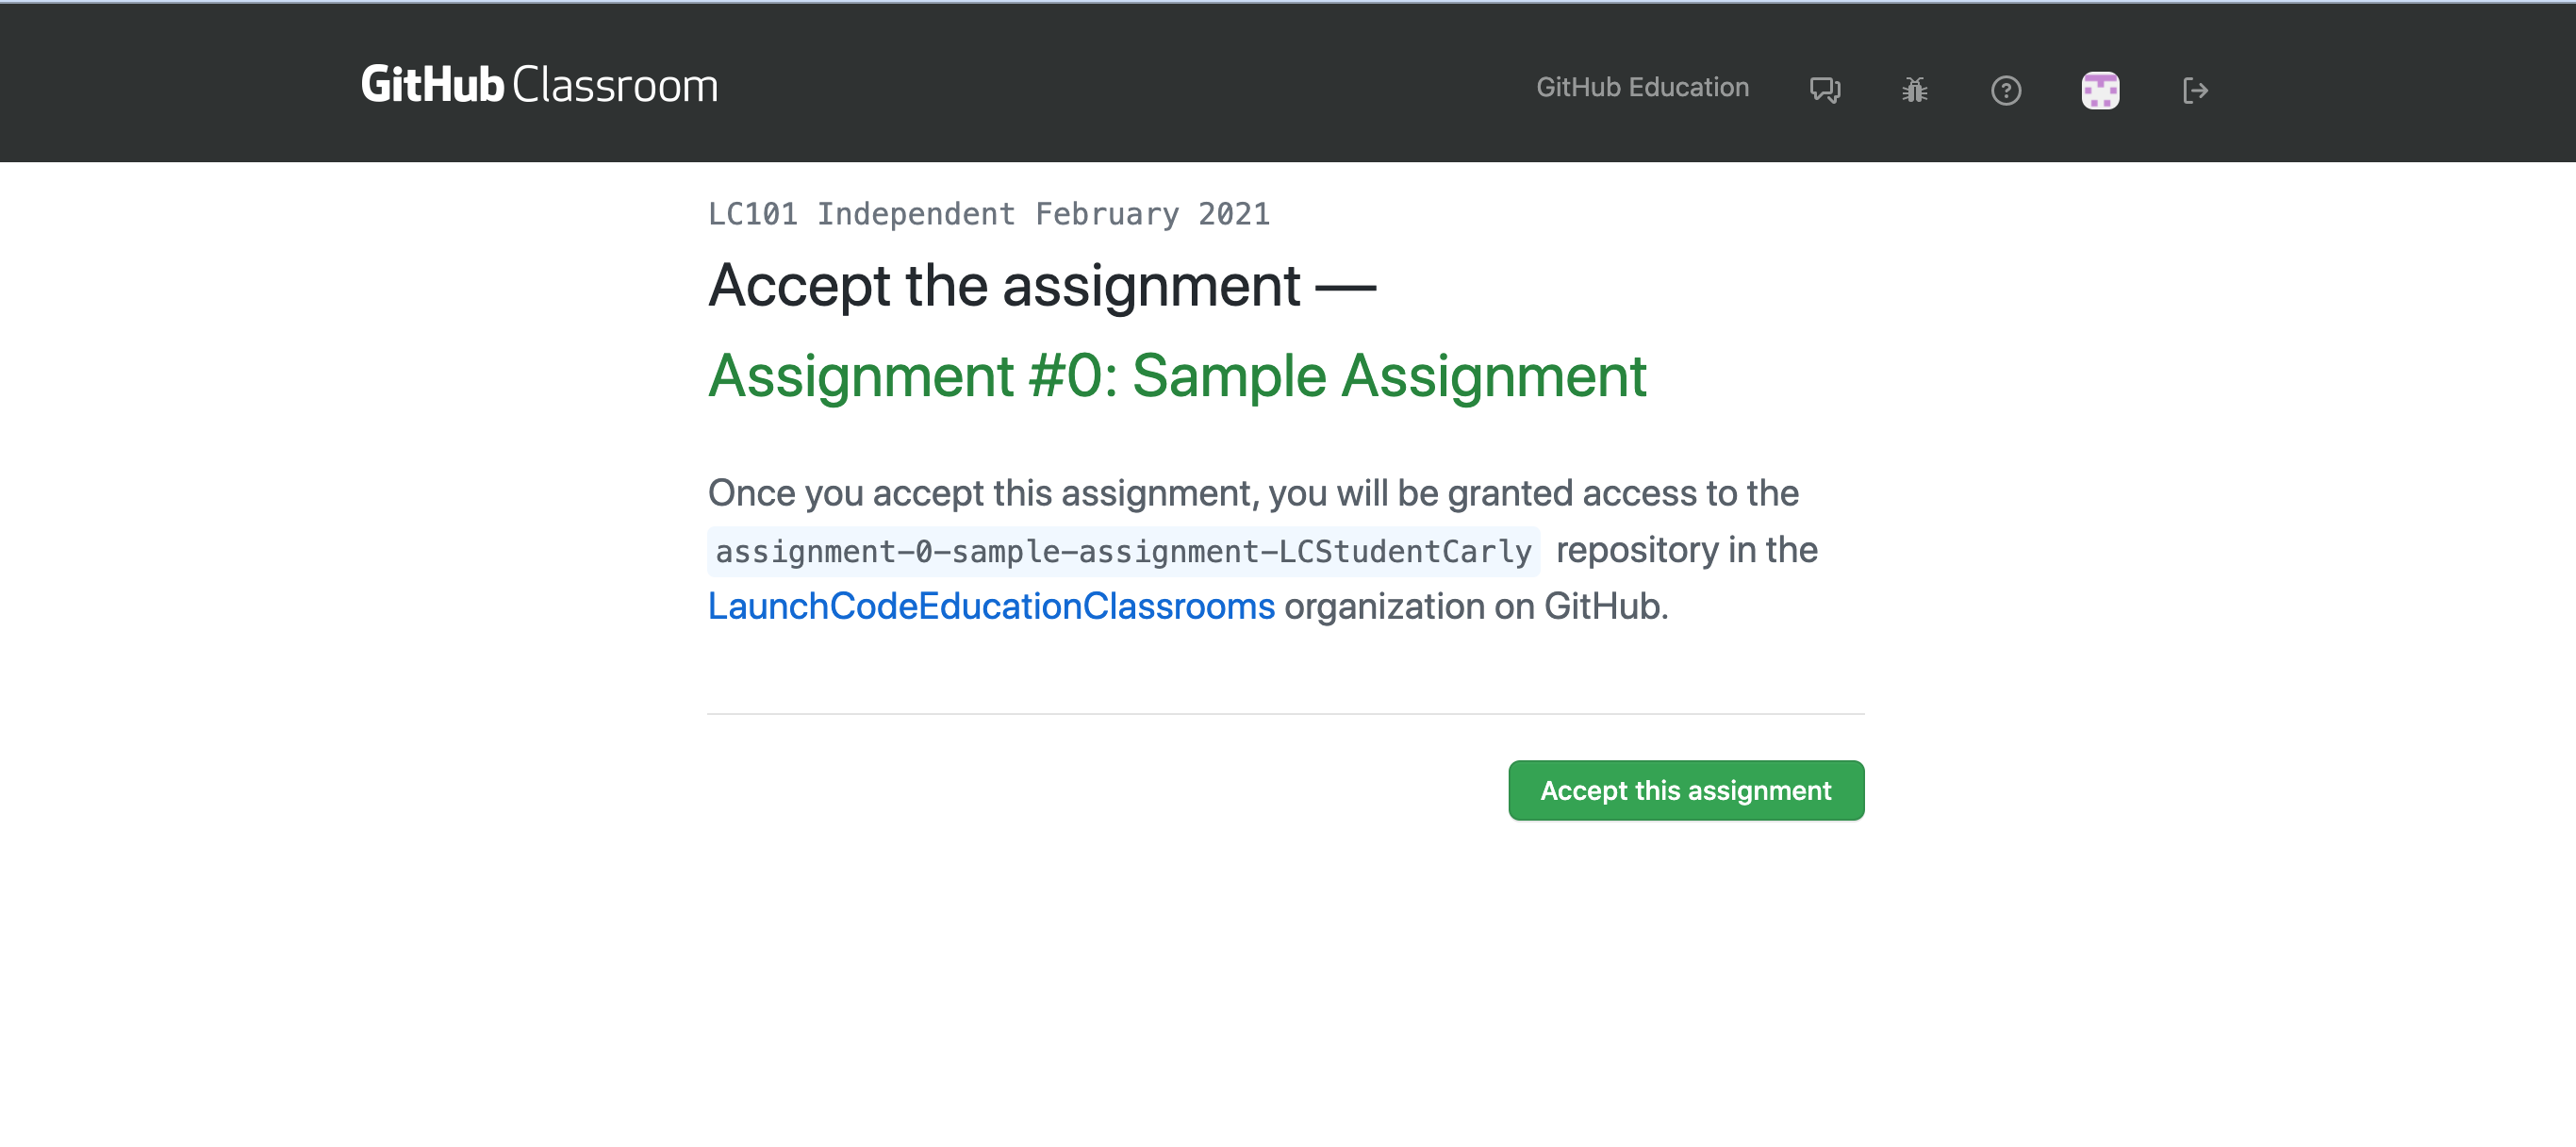 GitHub Classroom
GitHub Education
LC101 Independent February 2021
Accept the assignment —
Assignment #0: Sample Assignment
Once you accept this assignment, you will be granted access to the
assignment-0-sample-assignment-LCStudentCarly repository in the
LaunchCodeEducationClassrooms organization on GitHub.
Accept this assignment